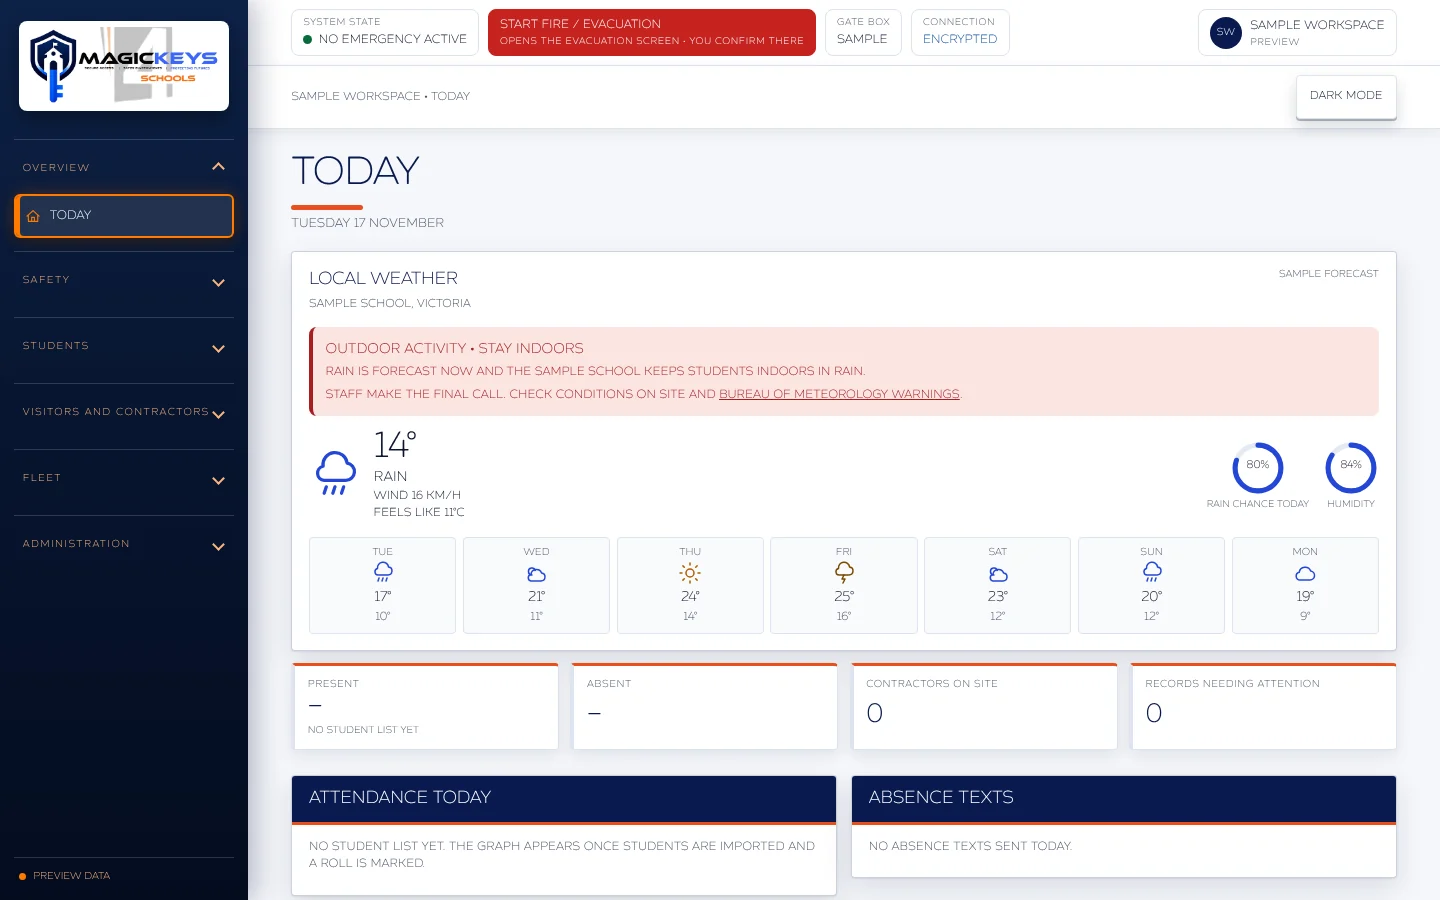 MAGICKEYS
SCHOOLS
OVERVIEW
TODAY
SAFETY
STUDENTS
VISITORS AND CONTRACTORS
FLEET
ADMINISTRATION
PREVIEW DATA
SYSTEM STATE
NO EMERGENCY ACTIVE
START FIRE / EVACUATION
OPENS THE EVACUATION SCREEN • YOU CONFIRM THERE
GATE BOX
SAMPLE
CONNECTION
ENCRYPTED
SW
SAMPLE WORKSPACE
PREVIEW
SAMPLE WORKSPACE • TODAY
DARK MODE
TODAY
TUESDAY 17 NOVEMBER
LOCAL WEATHER
SAMPLE FORECAST
SAMPLE SCHOOL, VICTORIA
OUTDOOR ACTIVITY • STAY INDOORS
RAIN IS FORECAST NOW AND THE SAMPLE SCHOOL KEEPS STUDENTS INDOORS IN RAIN.
STAFF MAKE THE FINAL CALL. CHECK CONDITIONS ON SITE AND BUREAU OF METEOROLOGY WARNINGS.
14°
RAIN
WIND 16 KM/H
FEELS LIKE 11°C
80%
RAIN CHANCE TODAY
84%
HUMIDITY
TUE
17°
10°
WED
21°
11°
THU
24°
14°
FRI
25°
16°
SAT
23°
12°
SUN
20°
12°
MON
19°
9°
PRESENT
–
NO STUDENT LIST YET
ABSENT
–
CONTRACTORS ON SITE
0
RECORDS NEEDING ATTENTION
0
ATTENDANCE TODAY
NO STUDENT LIST YET. THE GRAPH APPEARS ONCE STUDENTS ARE IMPORTED AND
A ROLL IS MARKED.
ABSENCE TEXTS
NO ABSENCE TEXTS SENT TODAY.